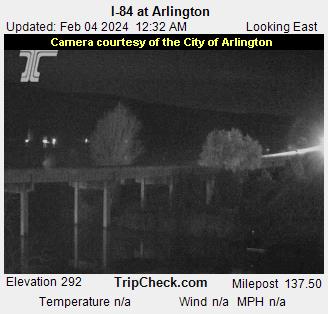 I-84 at Arlington
Updated: Feb 04 2024 12:32 AM Looking East
Camera courtesy of the City of Arlington
Elevation 292 TripCheck.com Milepost 137.50
Temperature n/a Wind n/a MPH n/a